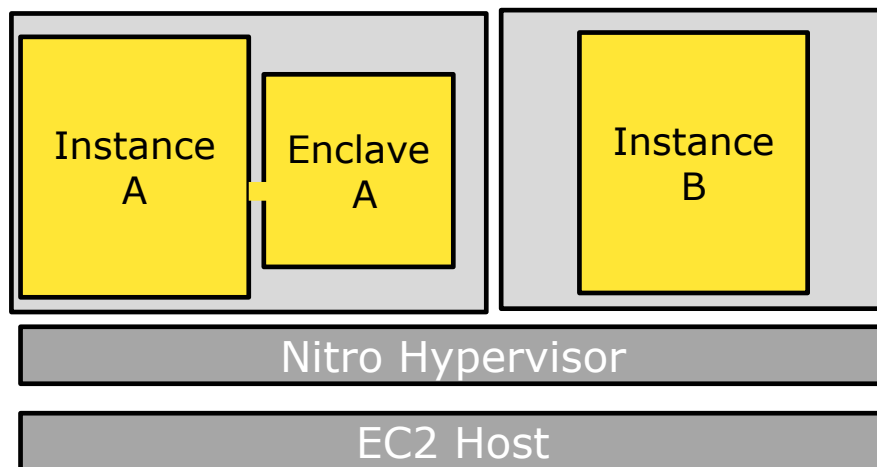 Instance
A
Enclave
A
Instance
B
Nitro Hypervisor
EC2 Host